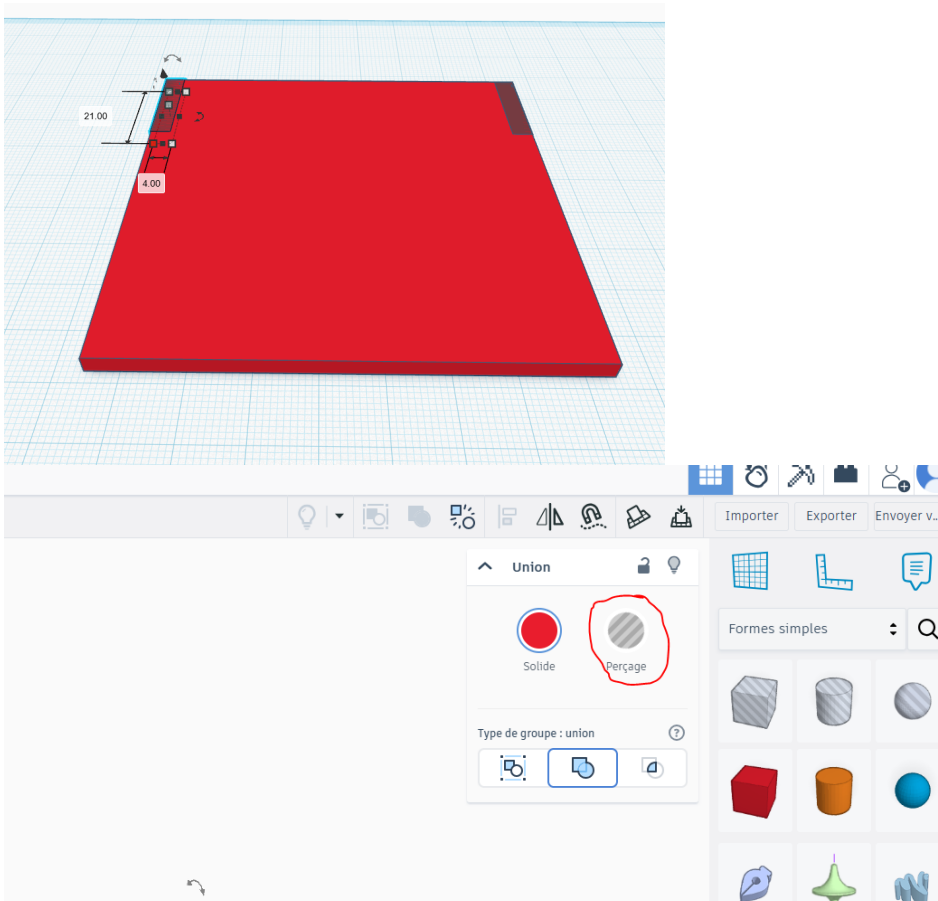 21.00
4.00
Importer
Exporter
Envoyer v...
Union
Solide
Perçage
Formes simples
Type de groupe : union
?